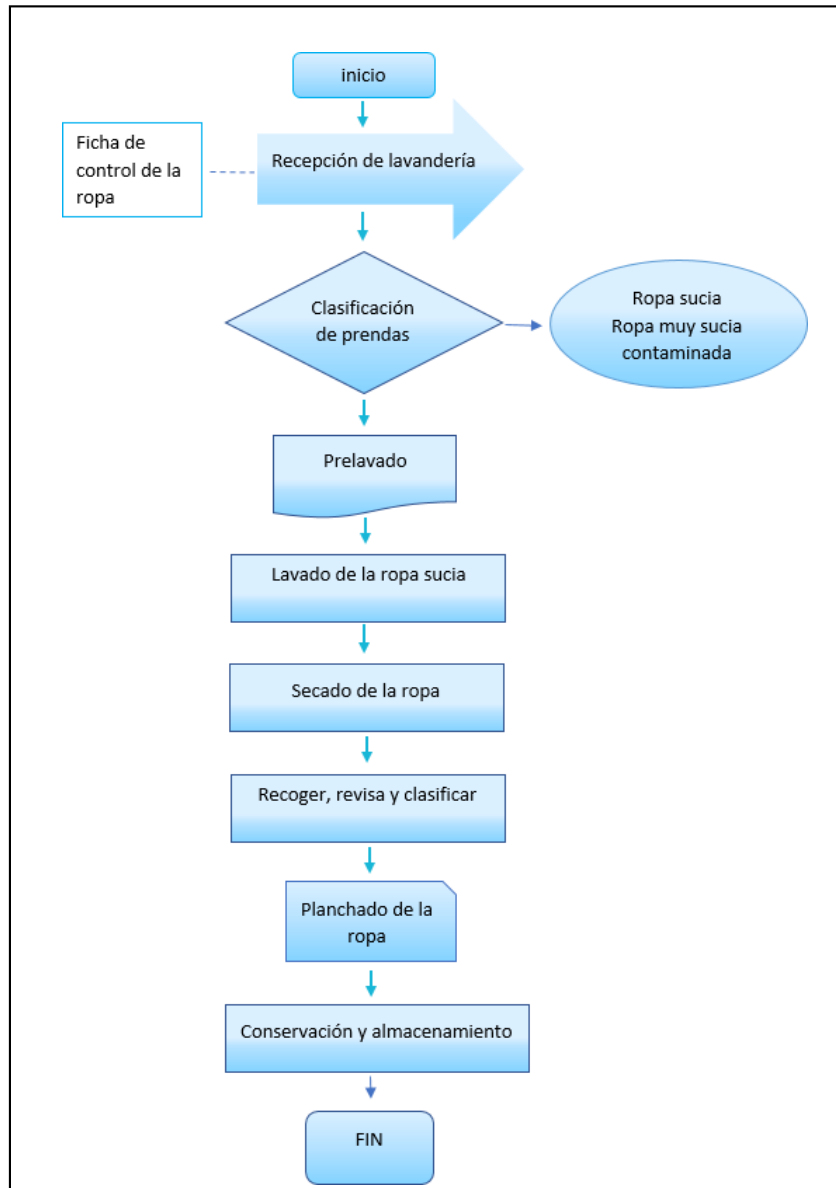 inicio
Ficha de
control de la
ropa
Recepción de lavandería
Clasificación
de prendas
Ropa sucia
Ropa muy sucia
contaminada
Prelavado
Lavado de la ropa sucia
Secado de la ropa
Recoger, revisa y clasificar
Planchado de la
ropa
Conservación y almacenamiento
FIN